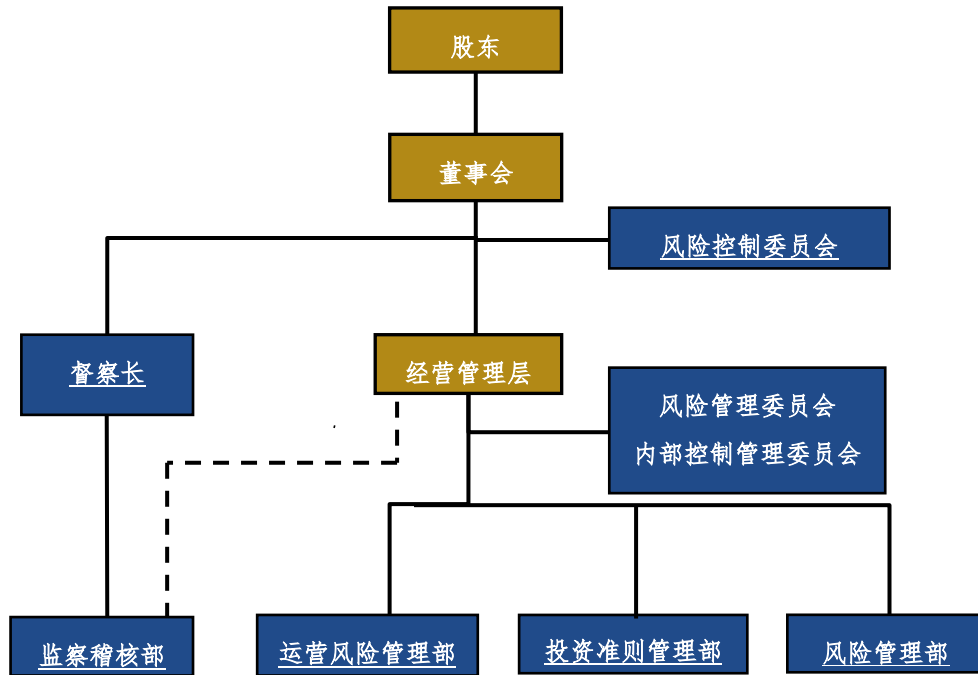 股东
董事会
风险控制委员会
督察长
经营管理层
风险管理委员会
内部控制管理委员会
监察稽核部
运营风险管理部
投资准则管理部
风险管理部